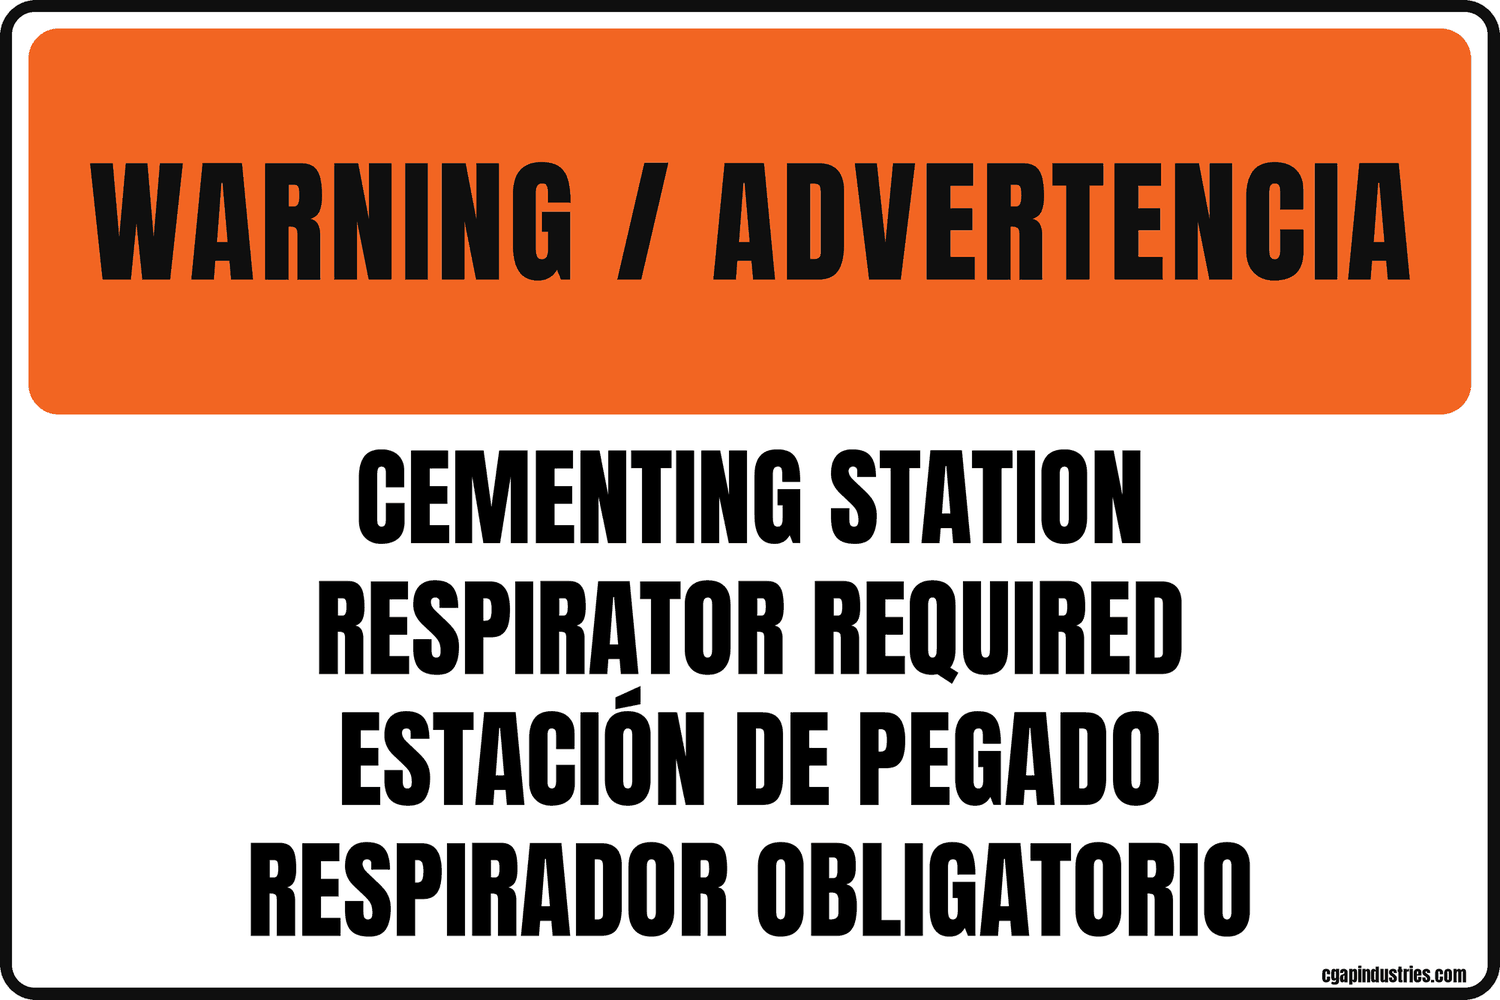 WARNING / ADVERTENCIA
CEMENTING STATION
RESPIRATOR REQUIRED
ESTACIÓN DE PEGADO
RESPIRADOR OBLIGATORIO
cgapindustries.com